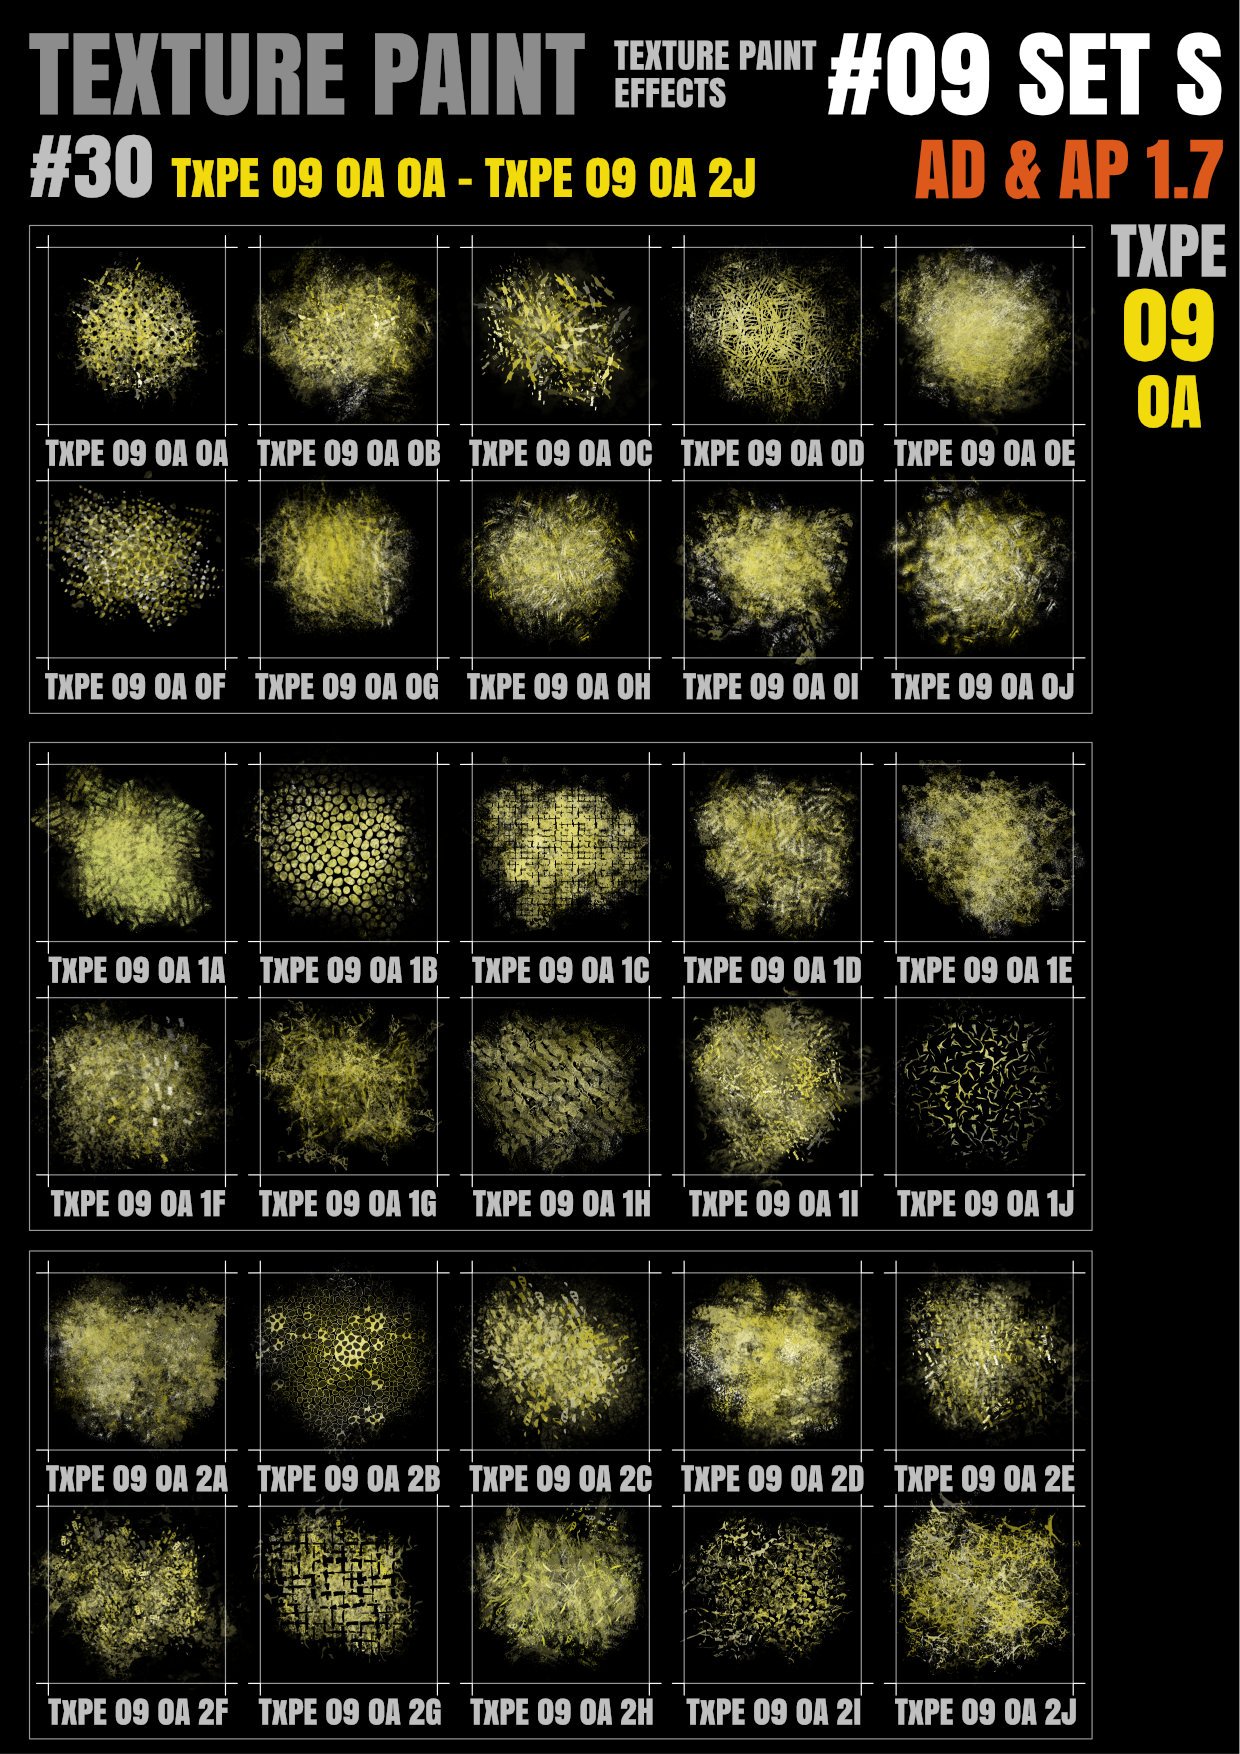 TEXTURE PAINT
TEXTURE PAINT
EFFECTS
#09 SET S
#30 TXPE 09 0A 0A - TXPE 09 0A 2J
AD & AP 1.7
TXPE
09
0A
TXPE 09 0A 0A TXPE 09 0A 0B TXPE 09 0A 0C TXPE 09 0A 0D TXPE 09 0A 0E
TXPE 09 0A 0F TXPE 09 0A 0G TXPE 09 0A 0H TXPE 09 0A 0I TXPE 09 0A 0J
TXPE 09 0A 1A TXPE 09 0A 1B TXPE 09 0A 1C TXPE 09 0A 1D TXPE 09 0A 1E
TXPE 09 0A 1F TXPE 09 0A 1G TXPE 09 0A 1H TXPE 09 0A 1I TXPE 09 0A 1J
TXPE 09 0A 2A TXPE 09 0A 2B TXPE 09 0A 2C TXPE 09 0A 2D TXPE 09 0A 2E
TXPE 09 0A 2F TXPE 09 0A 2G TXPE 09 0A 2H TXPE 09 0A 2I TXPE 09 0A 2J